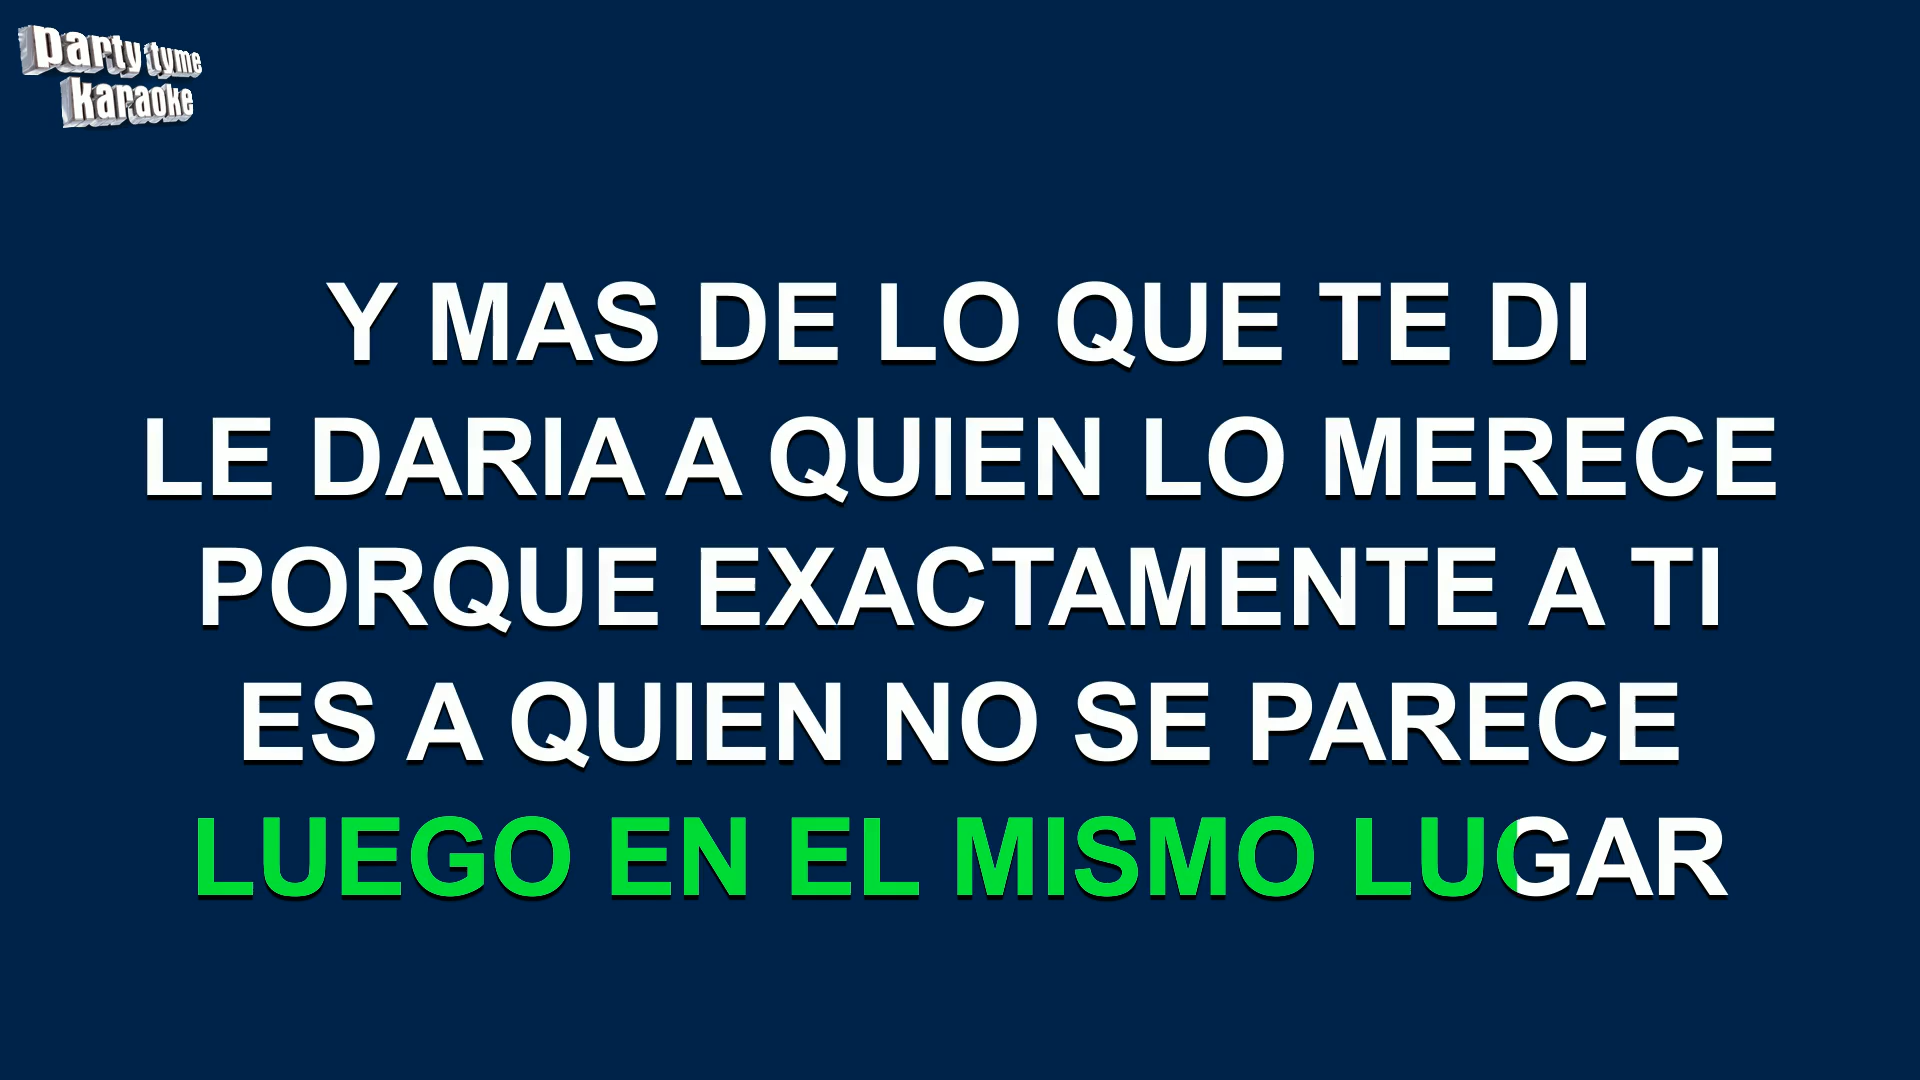 party tyme
karaoke
Y MAS DE LO QUE TE DI
LE DARIA A QUIEN LO MERECE
PORQUE EXACTAMENTE A TI
ES A QUIEN NO SE PARECE
LUEGO EN EL MISMO LUGAR